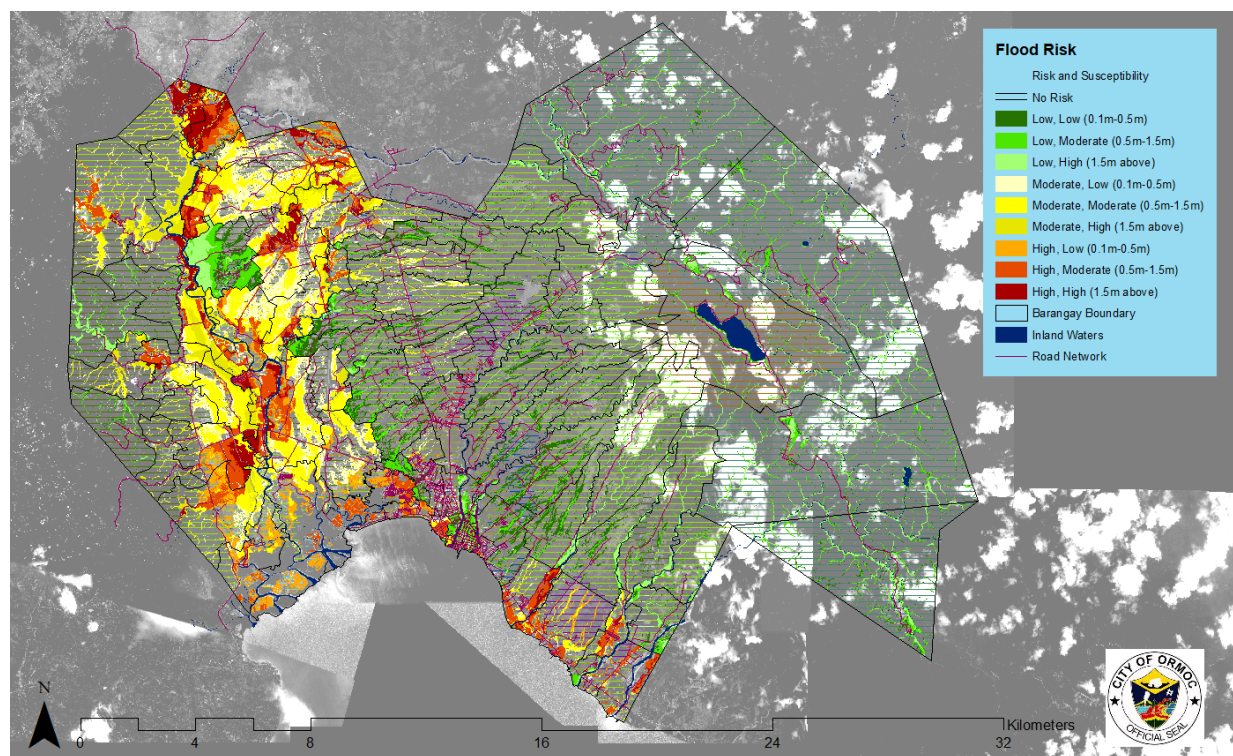 Flood Risk
Risk and Susceptibility
No Risk
Low, Low (0.1m-0.5m)
Low, Moderate (0.5m-1.5m)
Low, High (1.5m above)
Moderate, Low (0.1m-0.5m)
Moderate, Moderate (0.5m-1.5m)
Moderate, High (1.5m above)
High, Low (0.1m-0.5m)
High, Moderate (0.5m-1.5m)
High, High (1.5m above)
Barangay Boundary
Inland Waters
Road Network
CITY OF ORMOC
OFFICIAL SEAL
N
Kilometers
0 4 8 16 24 32